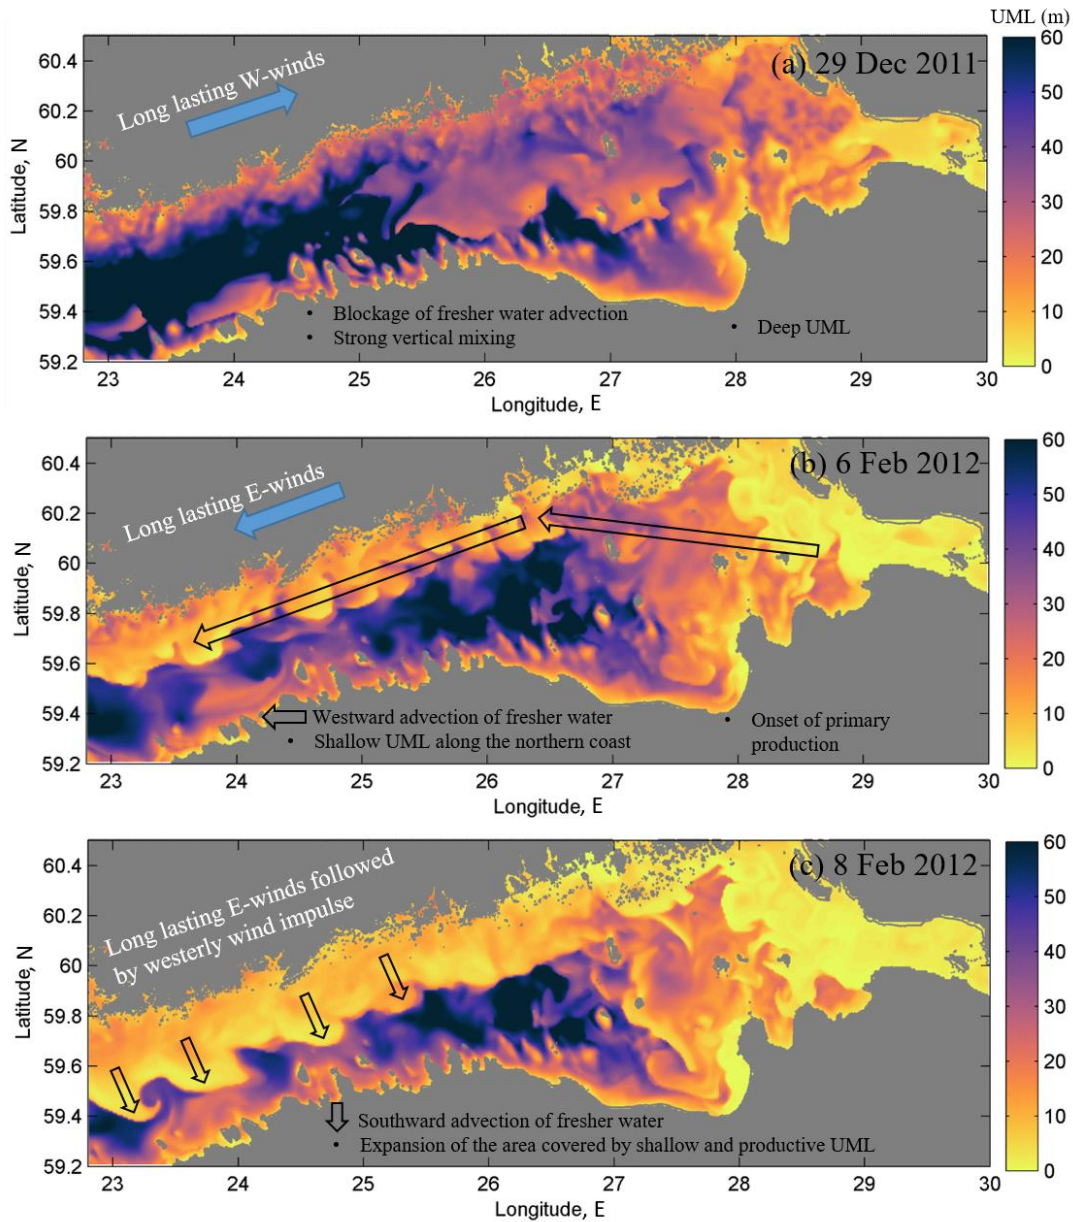 UML (m)
60
50
40
30
20
10
0
(a) 29 Dec 2011
Long lasting W-winds
Latitude, N
60.4
60.2
60
59.8
59.6
59.4
59.2
• Blockage of fresher water advection
• Strong vertical mixing
• Deep UML
23 24 25 26 27 28 29 30
Longitude, E
60
50
40
30
20
10
0
(b) 6 Feb 2012
Long lasting E-winds
Latitude, N
60.4
60.2
60
59.8
59.6
59.4
59.2
Westward advection of fresher water
• Shallow UML along the northern coast
• Onset of primary
production
23 24 25 26 27 28 29 30
Longitude, E
60
50
40
30
20
10
0
(c) 8 Feb 2012
Long lasting E-winds followed
by westerly wind impulse
Latitude, N
60.4
60.2
60
59.8
59.6
59.4
59.2
Southward advection of fresher water
• Expansion of the area covered by shallow and productive UML
23 24 25 26 27 28 29 30
Longitude, E